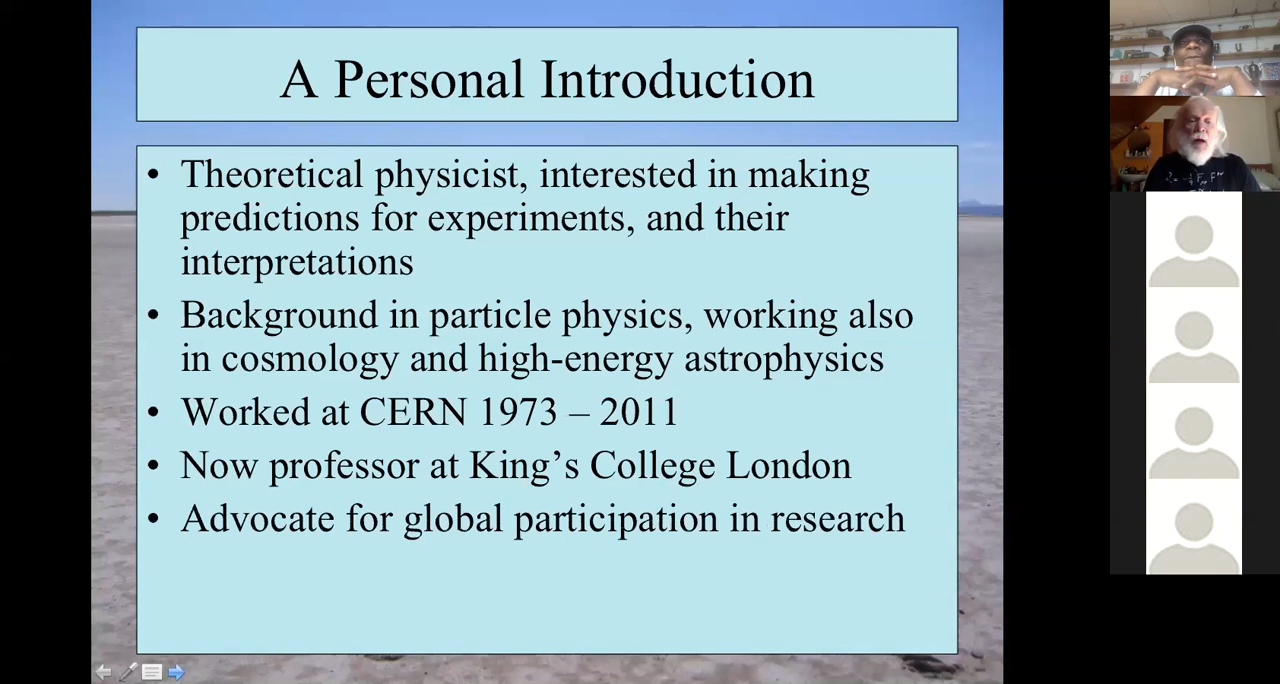 A Personal Introduction
• Theoretical physicist, interested in making
predictions for experiments, and their
interpretations
• Background in particle physics, working also
in cosmology and high-energy astrophysics
• Worked at CERN 1973 – 2011
• Now professor at King’s College London
• Advocate for global participation in research